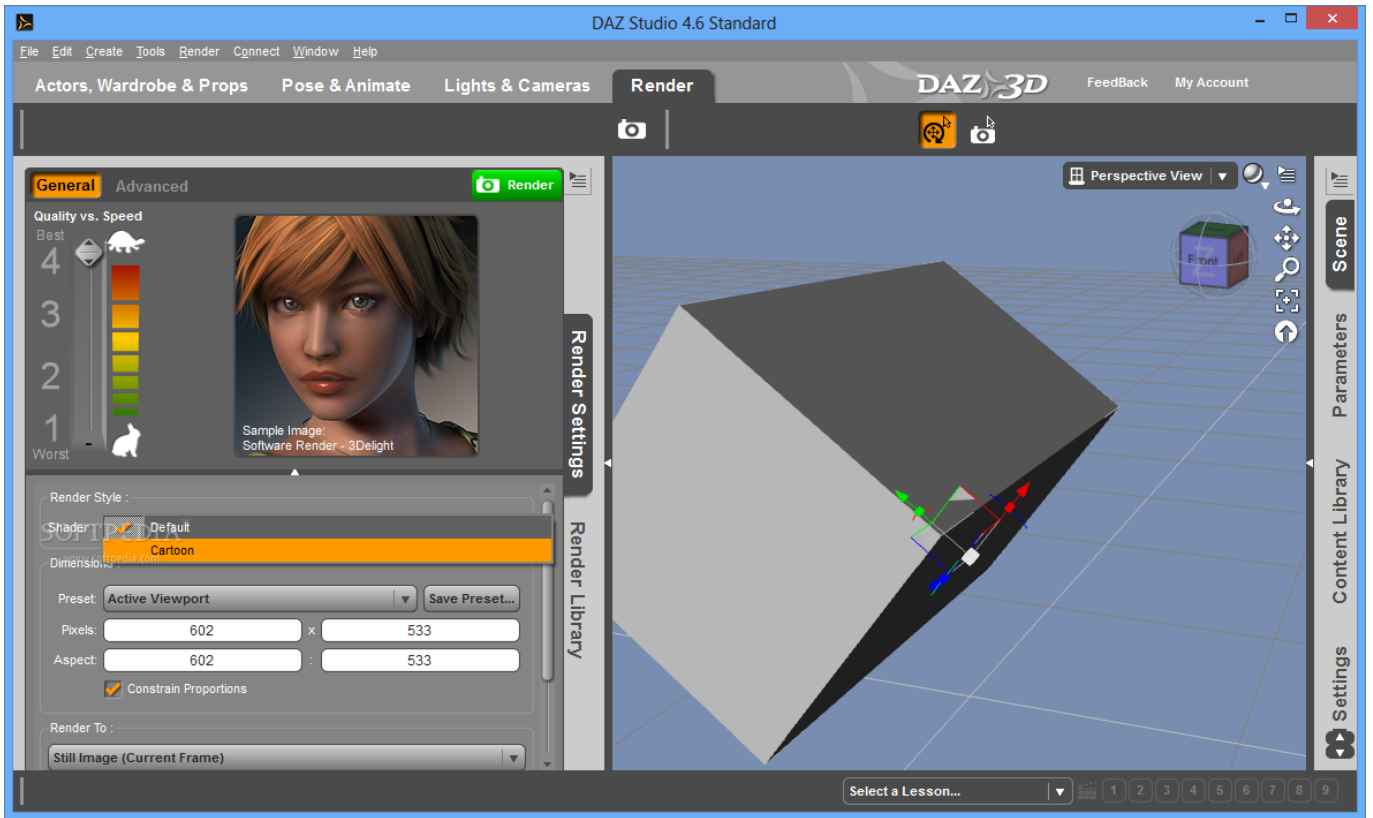 DAZ Studio 4.6 Standard
File Edit Create Tools Render Connect Window Help
Actors, Wardrobe & Props Pose & Animate Lights & Cameras Render DAZ 3D FeedBack My Account
General Advanced Render
Perspective View
Quality vs. Speed
Best
4
3
2
1
Worst
Sample Image:
Software Render - 3Delight
Front
Z
Render Settings
Render Library
Scene
Parameters
Content Library
Settings
Render Style :
Shader: Default
Cartoon
SOFTPEDIA
www.softpedia.com
Dimensions :
Preset: Active Viewport Save Preset...
Pixels: 602 x 533
Aspect: 602 : 533
Constrain Proportions
Render To :
Still Image (Current Frame)
Select a Lesson... 1 2 3 4 5 6 7 8 9